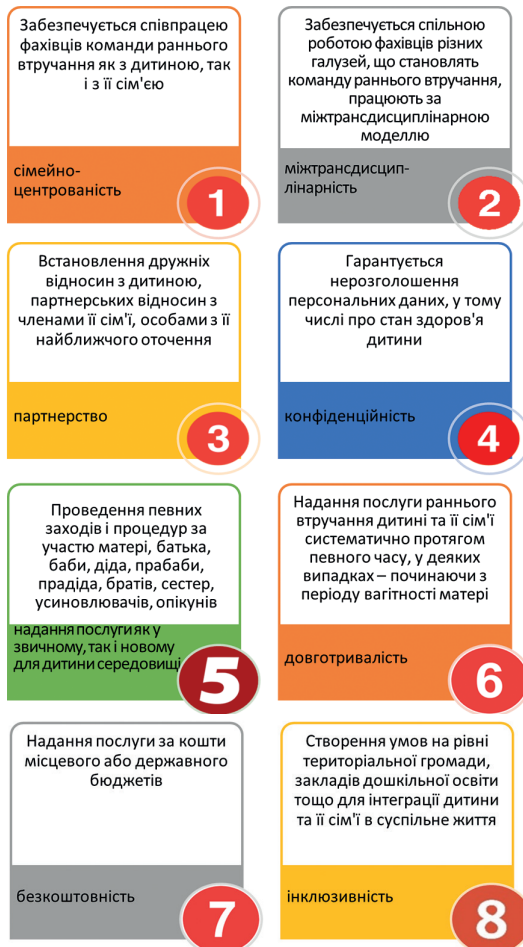 Забезпечується співпрацею
фахівців команди раннього
втручання як з дитиною, так
і з її сім'єю
сімейно-
центрованість
1
Забезпечується спільною
роботою фахівців різних
галузей, що становлять
команду раннього втручання,
працюють за
міжтрансдисциплінарною
моделлю
міжтрансдисцип-
лінарність
2
Встановлення дружніх
відносин з дитиною,
партнерських відносин з
членами її сім'ї, особами з її
найближчого оточення
партнерство
3
Гарантується
нерозголошення
персональних даних, у тому
числі про стан здоров'я
дитини
конфіденційність
4
Проведення певних
заходів і процедур за
участю матері, батька,
баби, діда, прабаби,
прадіда, братів, сестер,
усиновлювачів, опікунів
надання послуги як у
звичному, так і новому
для дитини середовищі
5
Надання послуги раннього
втручання дитині та її сім'ї
систематично протягом
певного часу, у деяких
випадках – починаючи з
періоду вагітності матері
довготривалість
6
Надання послуги за кошти
місцевого або державного
бюджетів
безкоштовність
7
Створення умов на рівні
територіальної громади,
закладів дошкільної освіти
тощо для інтеграції дитини
та її сім'ї в суспільне життя
інклюзивність
8